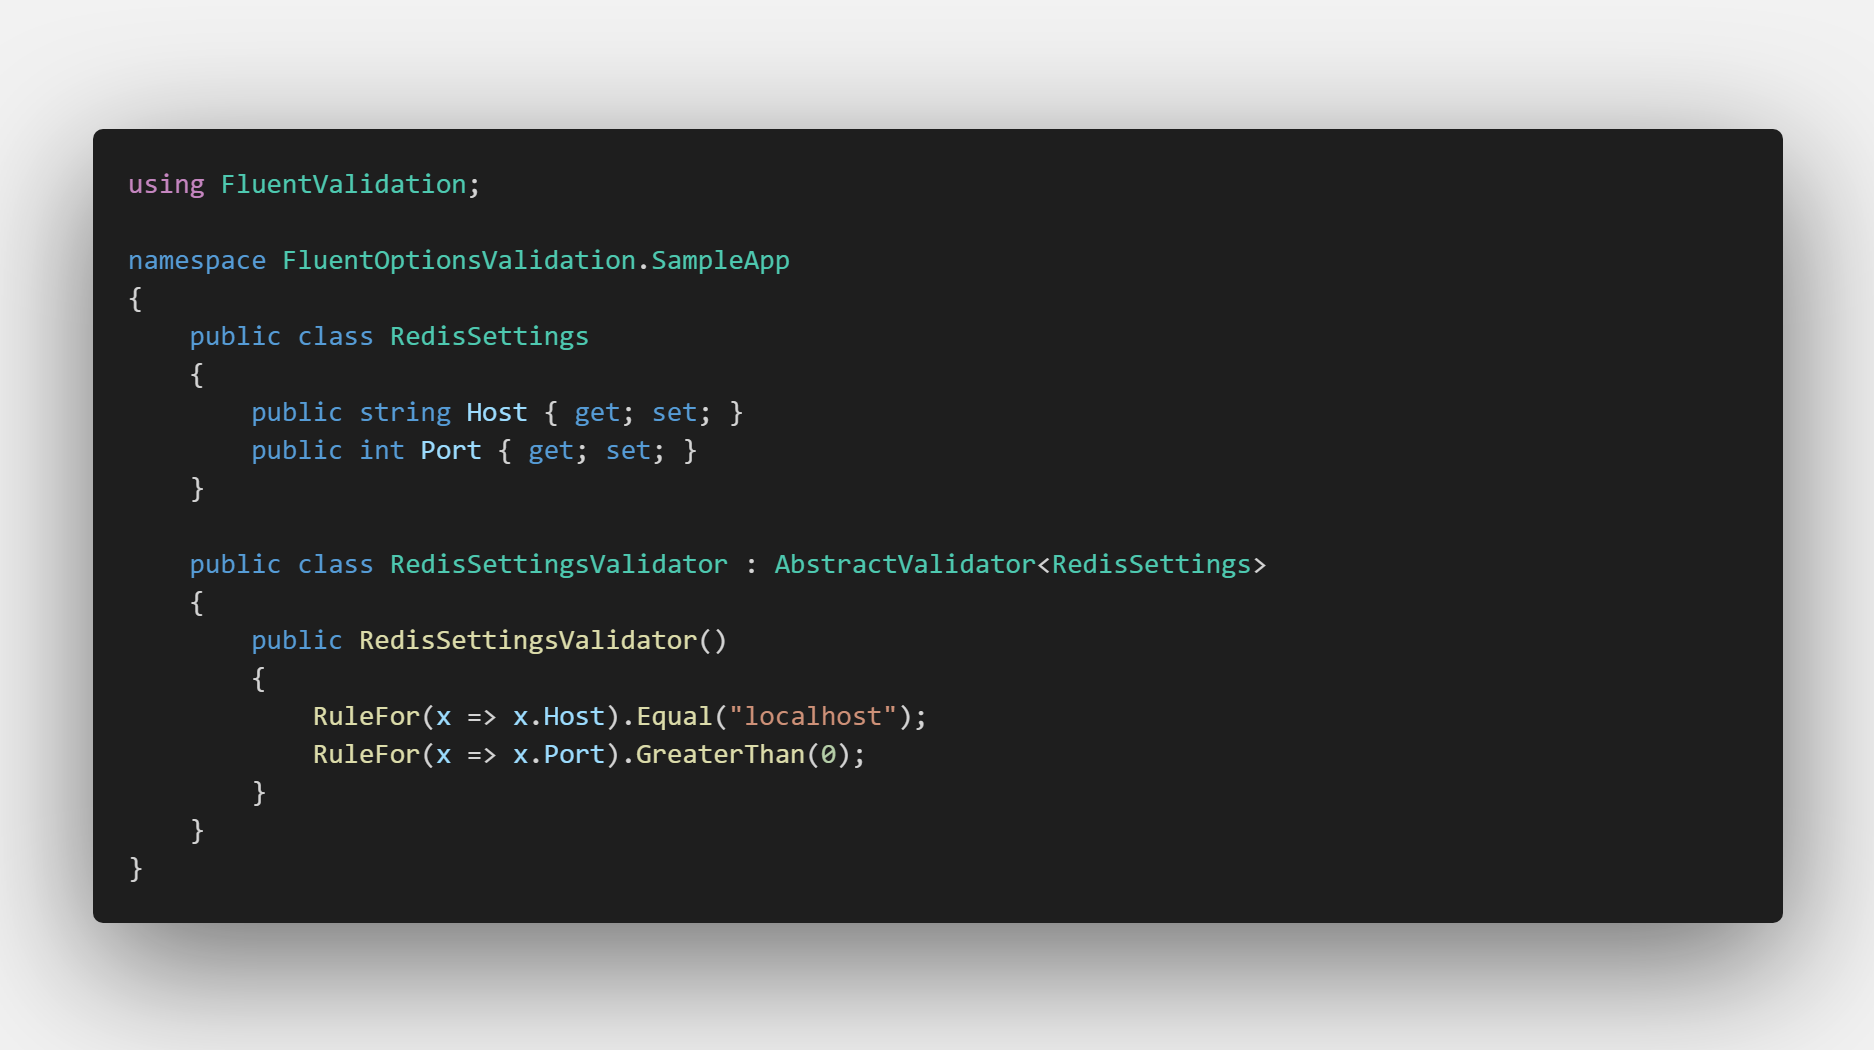 using FluentValidation;

namespace FluentOptionsValidation.SampleApp
{
    public class RedisSettings
    {
        public string Host { get; set; }
        public int Port { get; set; }
    }

    public class RedisSettingsValidator : AbstractValidator<RedisSettings>
    {
        public RedisSettingsValidator()
        {
            RuleFor(x => x.Host).Equal("localhost");
            RuleFor(x => x.Port).GreaterThan(0);
        }
    }
}